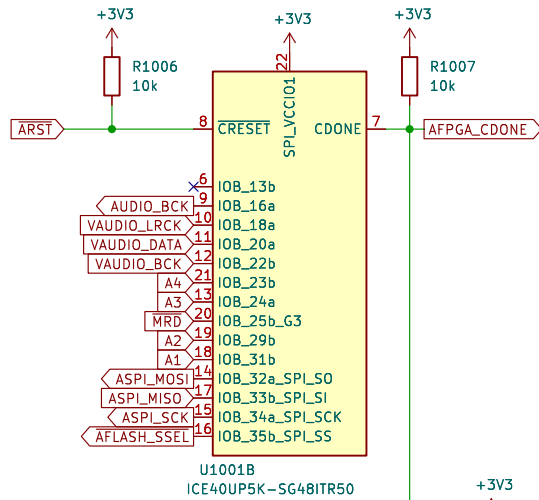 +3V3
+3V3
+3V3
R1006
10k
R1007
10k
22
SPI_VCCIO1
ARST
8
CRESET
CDONE
7
AFPGA_CDONE
6
IOB_13b
AUDIO_BCK
9
IOB_16a
VAUDIO_LRCK
10
IOB_18a
VAUDIO_DATA
11
IOB_20a
VAUDIO_BCK
12
IOB_22b
A4
21
IOB_23b
A3
13
IOB_24a
MRD
20
IOB_25b_G3
A2
19
IOB_29b
A1
18
IOB_31b
ASPI_MOSI
14
IOB_32a_SPI_SO
ASPI_MISO
17
IOB_33b_SPI_SI
ASPI_SCK
15
IOB_34a_SPI_SCK
AFLASH_SSEL
16
IOB_35b_SPI_SS
U1001B
ICE40UP5K-SG48ITR50
+3V3